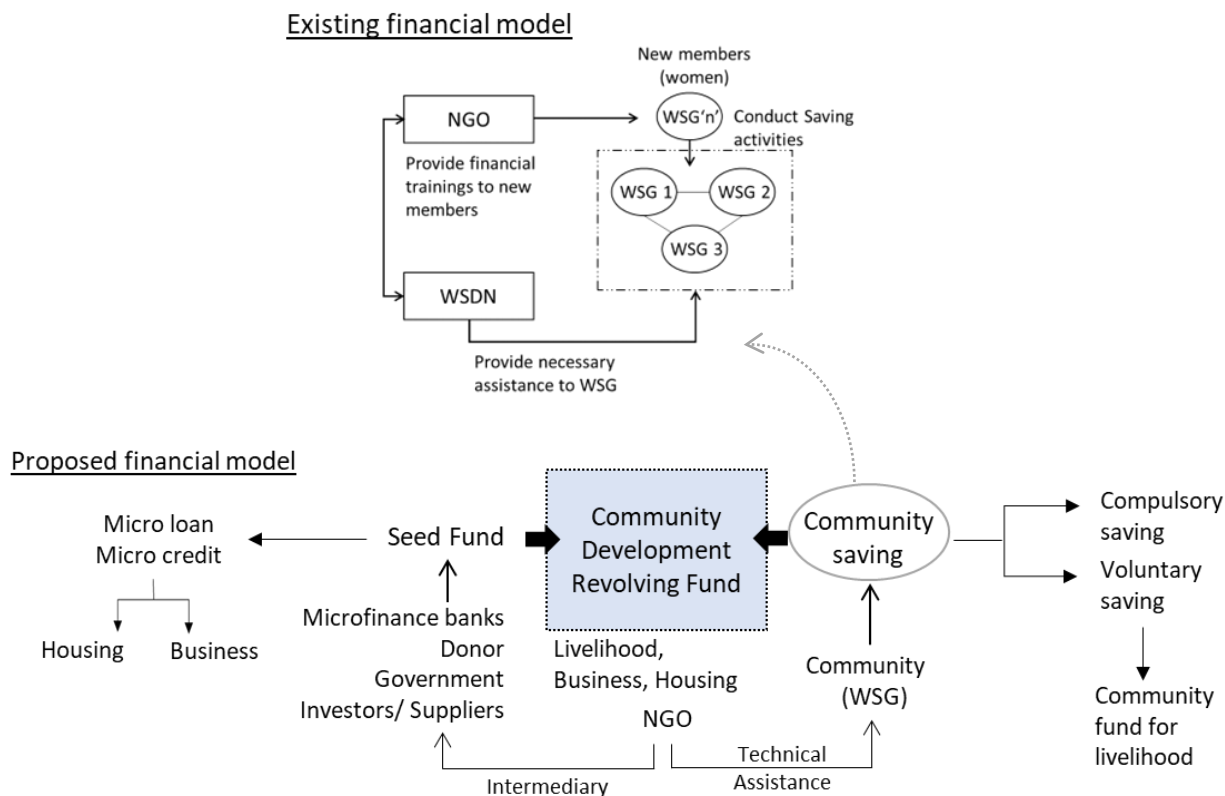 Existing financial model
New members
(women)
NGO
WSG‘n’
Conduct Saving
activities
Provide financial
trainings to new
members
WSG 1
WSG 2
WSG 3
WSDN
Provide necessary
assistance to WSG
Proposed financial model
Micro loan
Micro credit
Housing
Business
Seed Fund
Microfinance banks
Donor
Government
Investors/ Suppliers
Community
Development
Revolving Fund
Livelihood,
Business, Housing
NGO
Intermediary
Technical
Assistance
Community
saving
Community
(WSG)
Compulsory
saving
Voluntary
saving
Community
fund for
livelihood